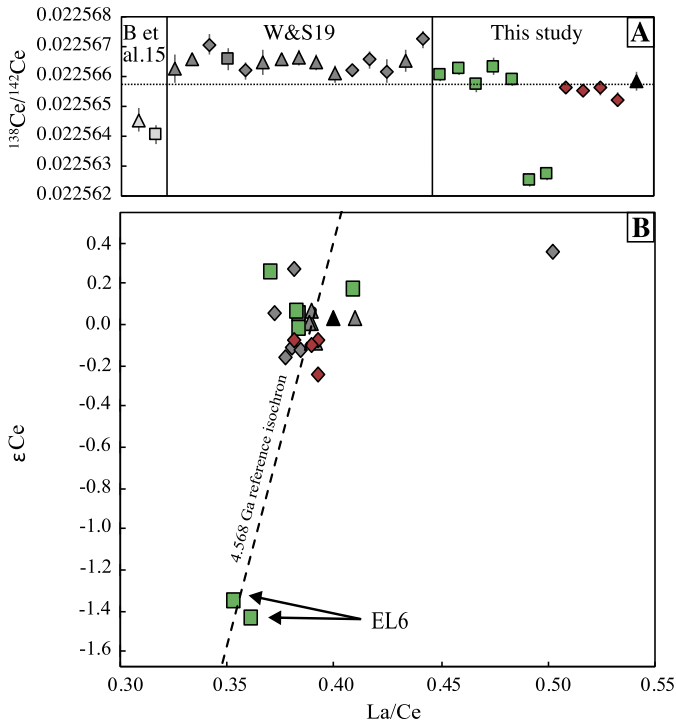 0.022568
0.022567
0.022566
0.022565
0.022564
0.022563
0.022562
138Ce/142Ce
B et
al.15
W&S19
This study
A
B
0.4
0.2
0.0
-0.2
-0.4
-0.6
-0.8
-1.0
-1.2
-1.4
-1.6
εCe
4.568 Ga reference isochron
EL6
0.30 0.35 0.40 0.45 0.50 0.55
La/Ce